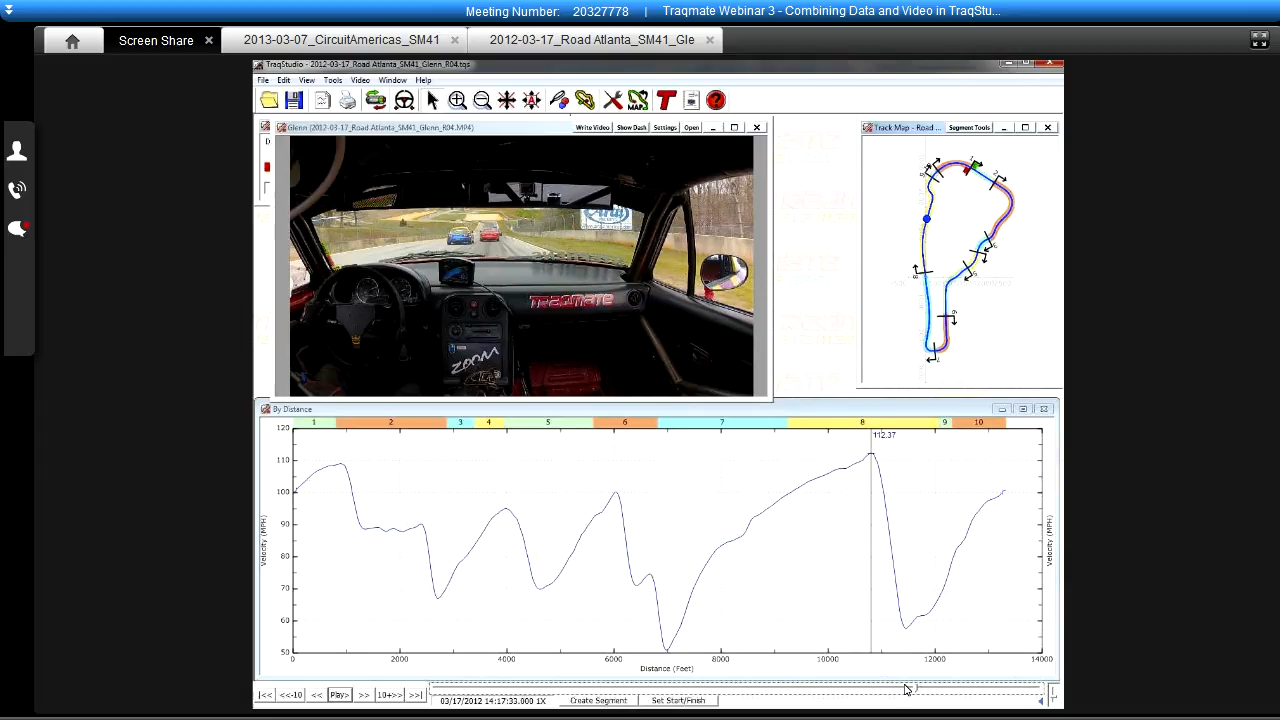 Meeting Number: 20327778 | Traqmate Webinar 3 - Combining Data and Video in TraqStu...
Screen Share
2013-03-07_CircuitAmericas_SM41
2012-03-17_Road Atlanta_SM41_Gle
TraqStudio - 2012-03-17_Road Atlanta_SM41_Glenn_R04.tqs
File Edit View Tools Video Window Help
MAP
T
?
Glenn (2012-03-17_Road Atlanta_SM41_Glenn_R04.MP4)
Write Video Show Dash Settings Open
Track Map - Road ... Segment Tools
D
TRAQMATE
ZOOM
By Distance
1 2 3 4 5 6 7 8 9 10
112.37
120
110
100
90
80
70
60
50
Velocity (MPH)
Velocity (MPH)
0 2000 4000 6000 8000 10000 12000 14000
Distance (Feet)
|<< <<-10 << Play> >> 10+>> >>|
03/17/2012 14:17:33.000 1X
Create Segment
Set Start/Finish